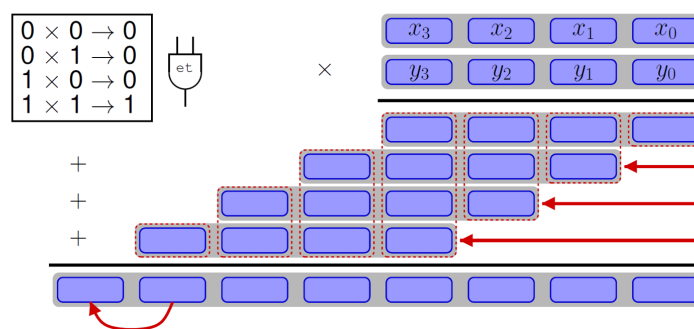 0 × 0 → 0
0 × 1 → 0
1 × 0 → 0
1 × 1 → 1
et
×
x₃ x₂ x₁ x₀
y₃ y₂ y₁ y₀
+
+
+